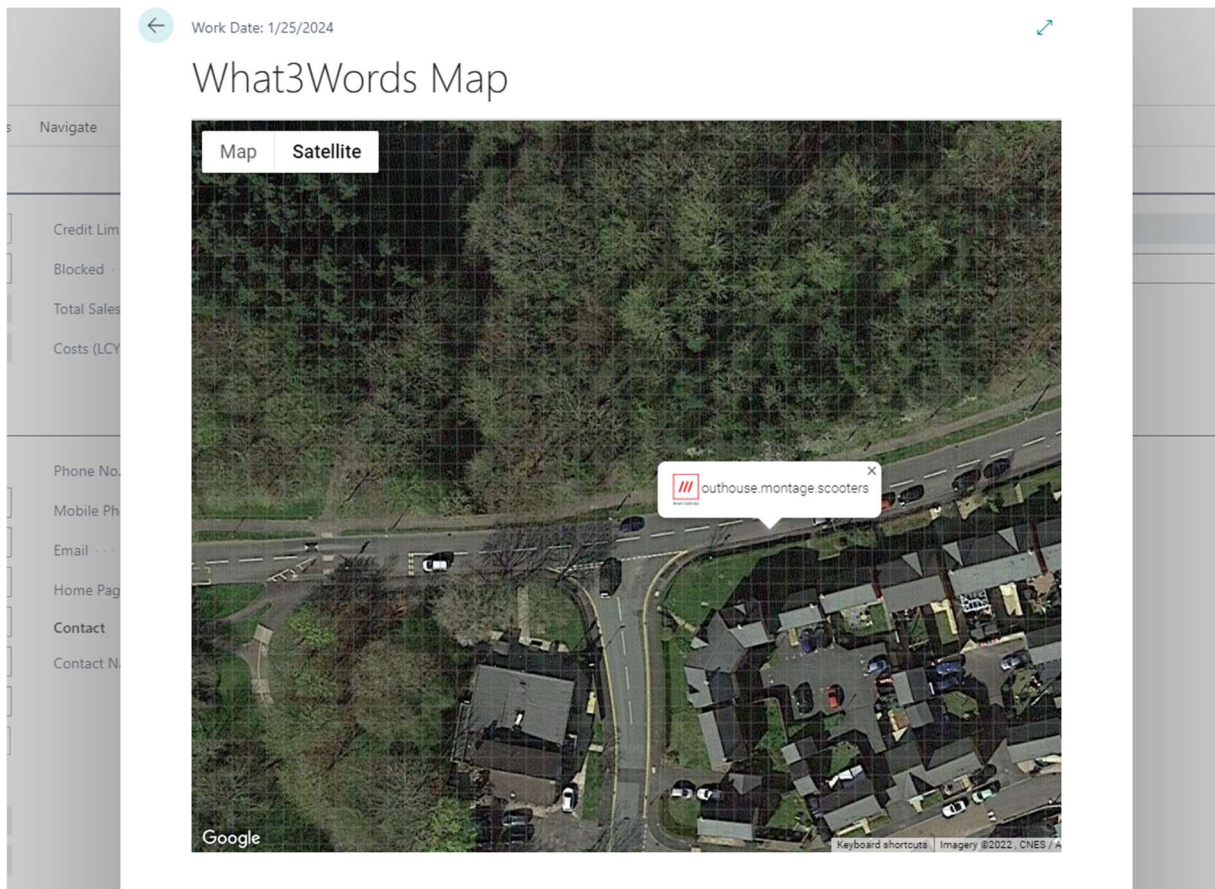 Work Date: 1/25/2024
What3Words Map
Navigate
Map Satellite
Credit Lim
Blocked
Total Sales
Costs (LCY
Phone No.
outhouse.montage.scooters
Mobile Ph
Email
Home Pag
Contact
Contact N
Google
Keyboard shortcuts Imagery ©2022 , CNES / A